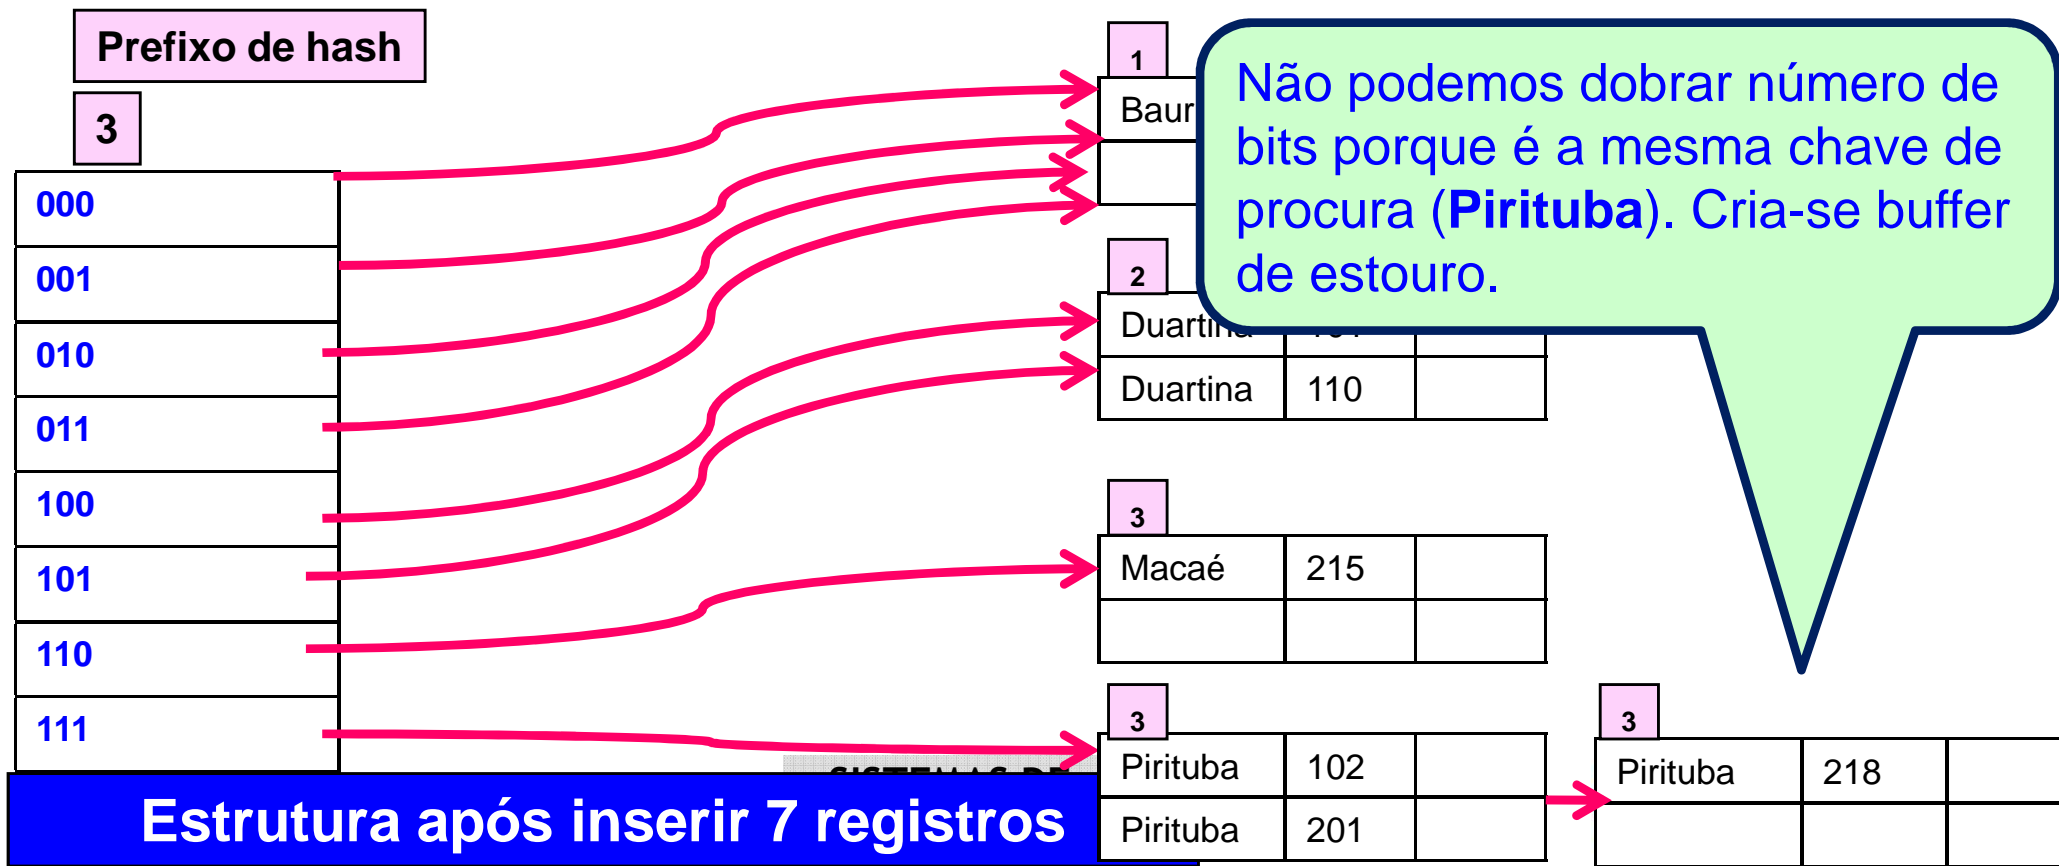 Prefixo de hash
3
000
001
010
011
100
101
110
111
1
Baur
2
Duartina
Duartina 110
3
Macaé 215
3
Pirituba 102
Pirituba 201
3
Pirituba 218
Não podemos dobrar número de
bits porque é a mesma chave de
procura (Pirituba). Cria-se buffer
de estouro.
SISTEMAS DE
Estrutura após inserir 7 registros